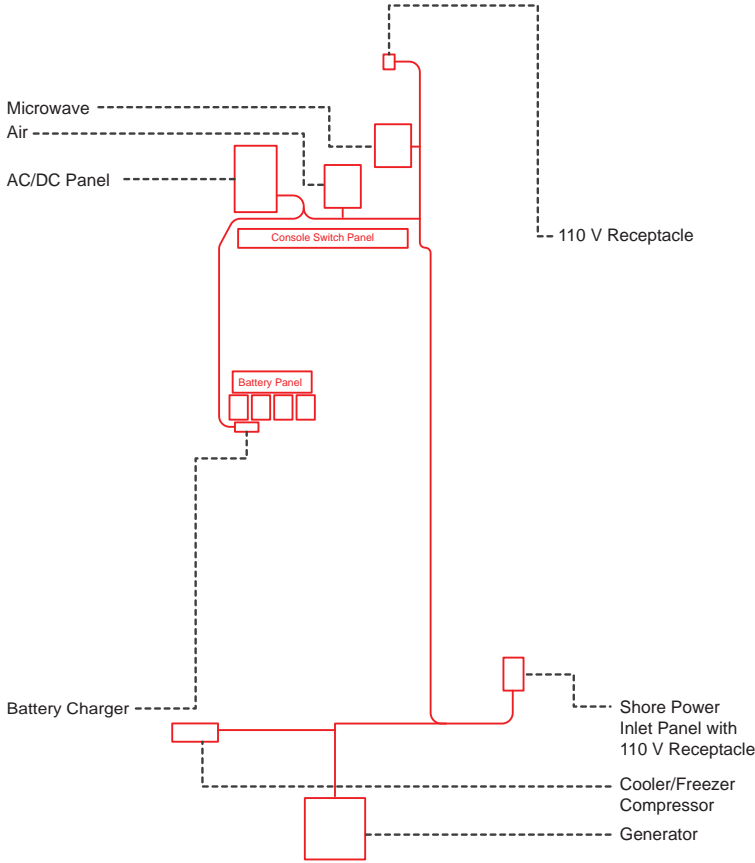 Microwave
Air
AC/DC Panel
110 V Receptacle
Console Switch Panel
Battery Panel
Battery Charger
Shore Power
Inlet Panel with
110 V Receptacle
Cooler/Freezer
Compressor
Generator